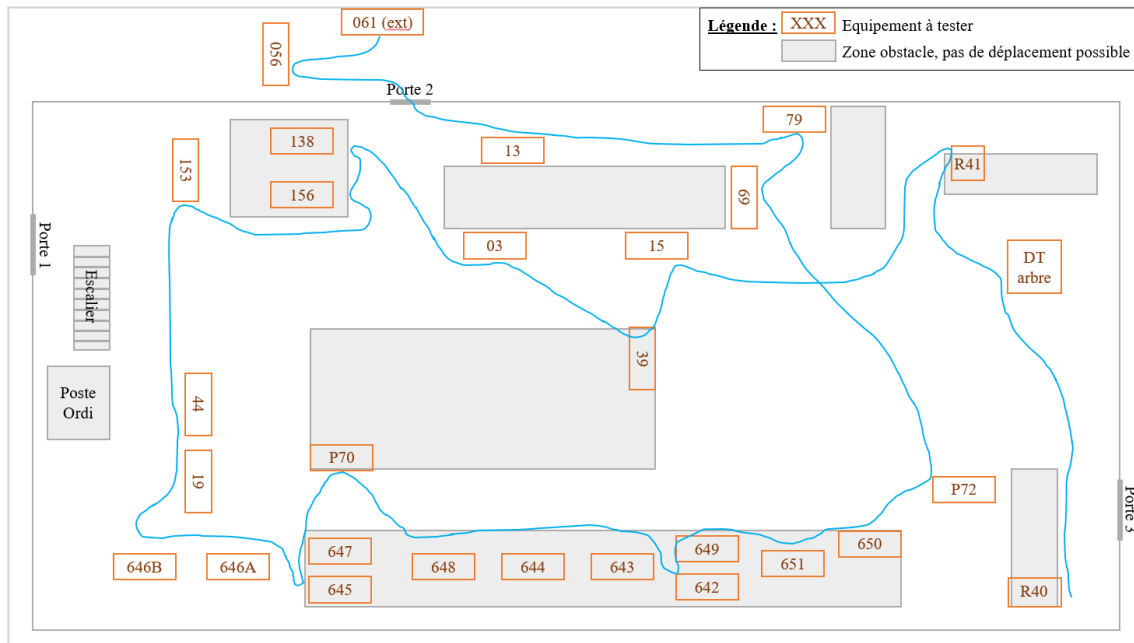 061 (ext)
Légende : XXX Equipement à tester
Zone obstacle, pas de déplacement possible
056
Porte 2
79
138
13
153
R41
156
69
Porte 1
03
15
DT
arbre
Escalier
39
Poste
Ordi
44
P70
19
P72
Porte 3
647
649
650
646B
646A
648
644
643
651
645
642
R40